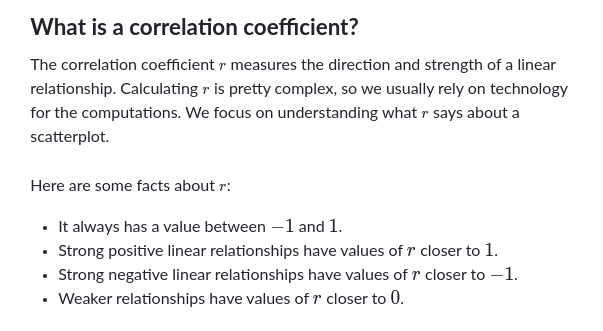 What is a correlation coefficient?
The correlation coefficient r measures the direction and strength of a linear
relationship. Calculating r is pretty complex, so we usually rely on technology
for the computations. We focus on understanding what r says about a
scatterplot.
Here are some facts about r:
• It always has a value between −1 and 1.
• Strong positive linear relationships have values of r closer to 1.
• Strong negative linear relationships have values of r closer to −1.
• Weaker relationships have values of r closer to 0.